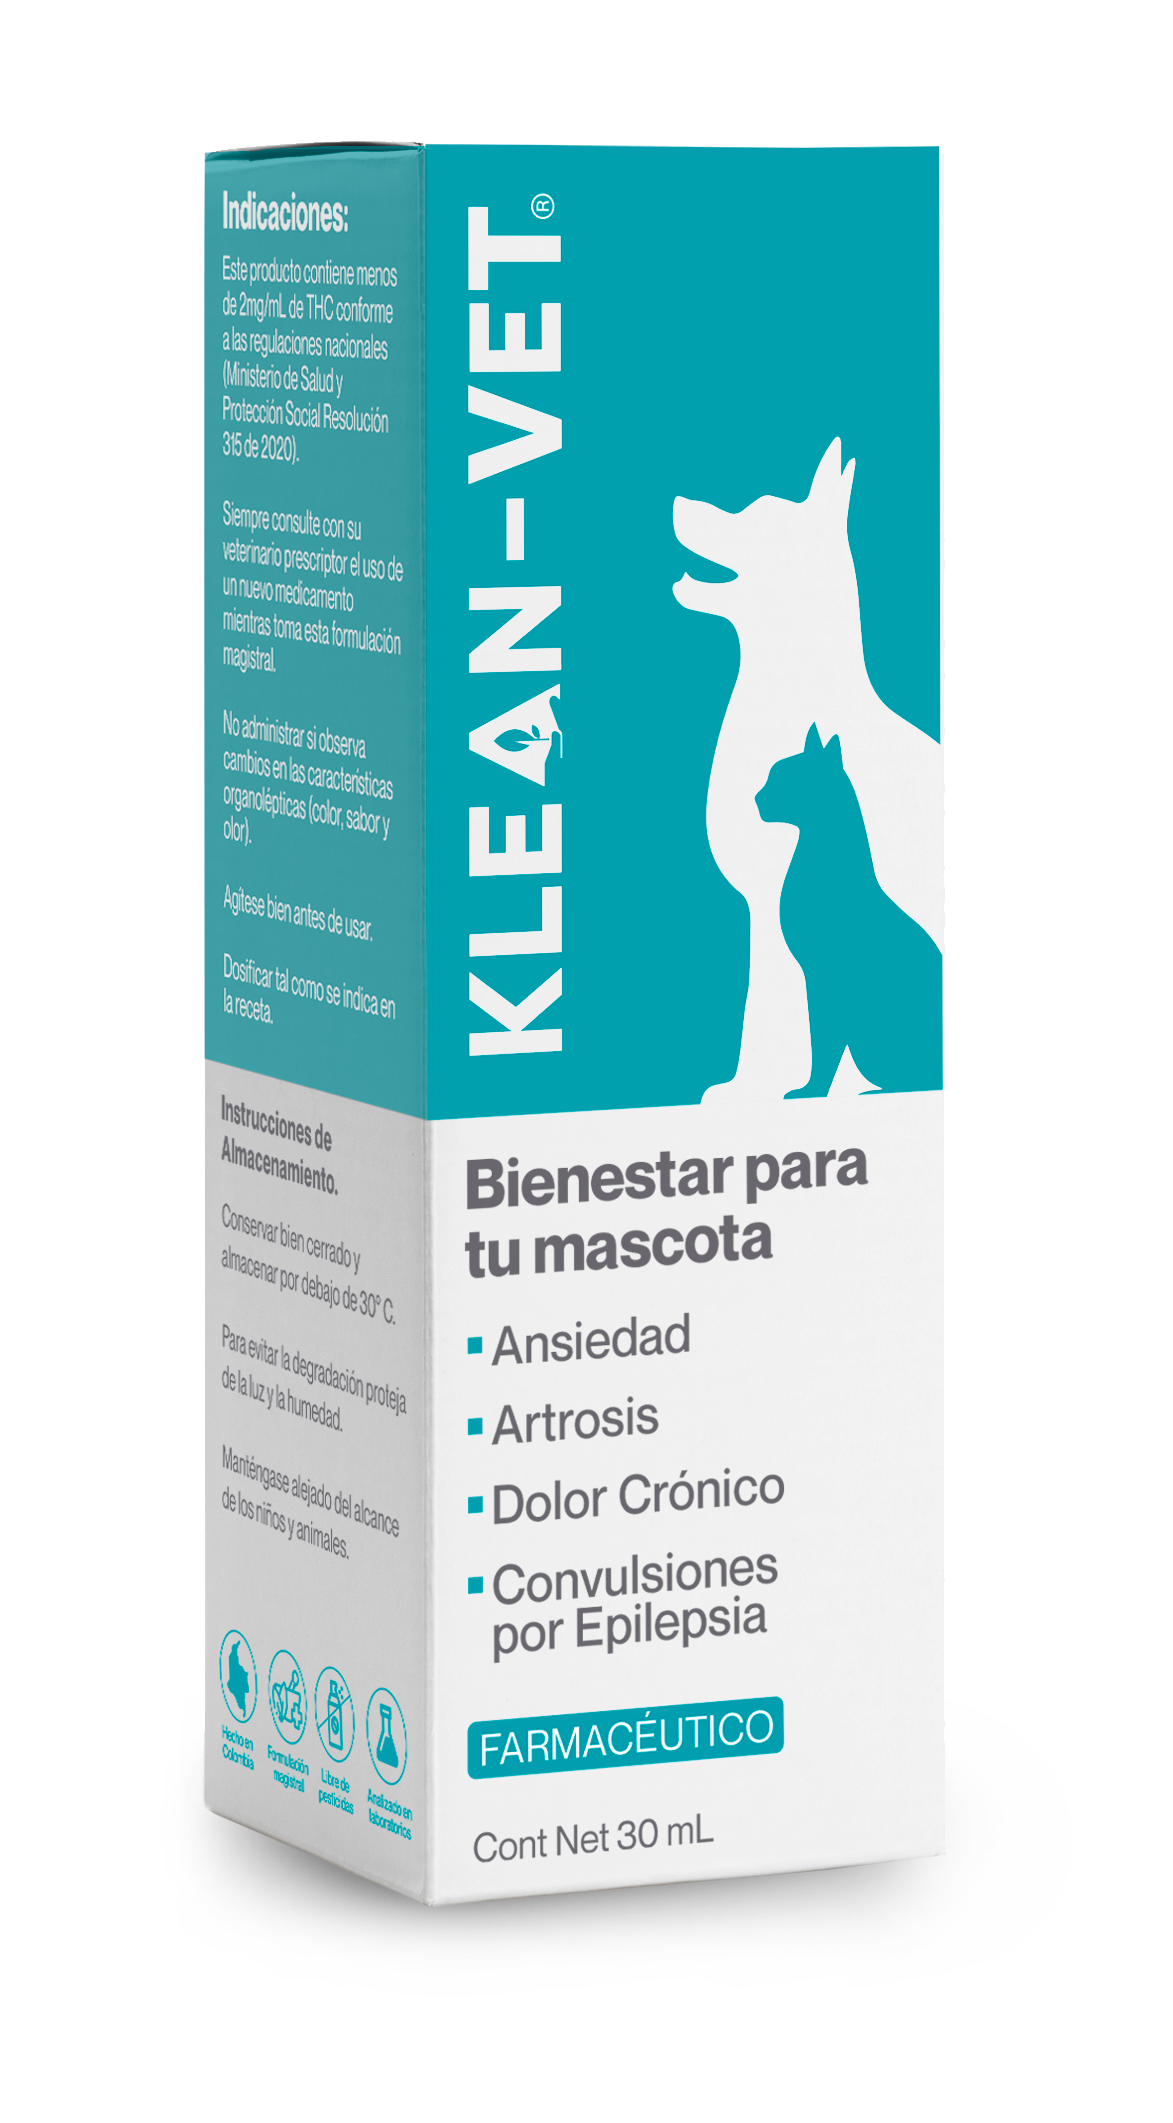 Indicaciones:
Este producto contiene menos
de 2mg/mL de THC conforme
a las regulaciones nacionales
(Ministerio de Salud y
Protección Social Resolución
315 de 2020).
Siempre consulte con su
veterinario prescriptor el uso de
un nuevo medicamento
mientras toma esta formulación
magistral.
No administrar si observa
cambios en las características
organolépticas (color, sabor y
olor).
Agítese bien antes de usar.
Dosificar tal como se indica en
la receta.
Instrucciones de
Almacenamiento.
Conservar bien cerrado y
almacenar por debajo de 30° C.
Para evitar la degradación proteja
de la luz y la humedad.
Manténgase alejado del alcance
de los niños y animales.
Hecho en
Colombia
Formulación
magistral
Libre de
pesticidas
Analizado en
laboratorios
KLEAN-VET®
Bienestar para
tu mascota
Ansiedad
Artrosis
Dolor Crónico
Convulsiones
por Epilepsia
FARMACÉUTICO
Cont Net 30 mL